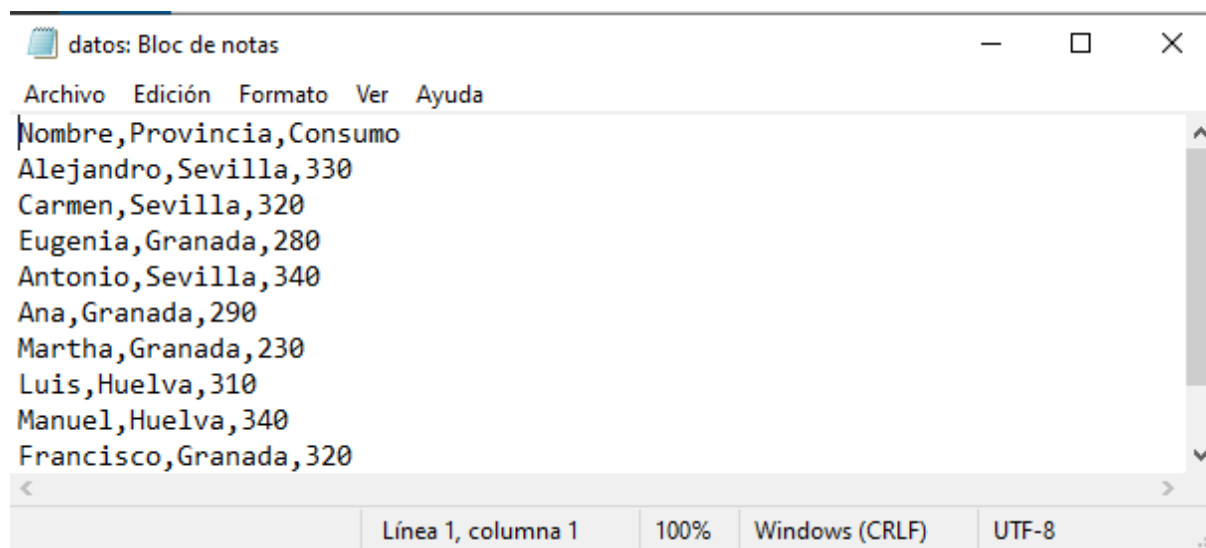 datos: Bloc de notas
Archivo Edición Formato Ver Ayuda
Nombre,Provincia,Consumo
Alejandro,Sevilla,330
Carmen,Sevilla,320
Eugenia,Granada,280
Antonio,Sevilla,340
Ana,Granada,290
Martha,Granada,230
Luis,Huelva,310
Manuel,Huelva,340
Francisco,Granada,320
Línea 1, columna 1 100% Windows (CRLF) UTF-8